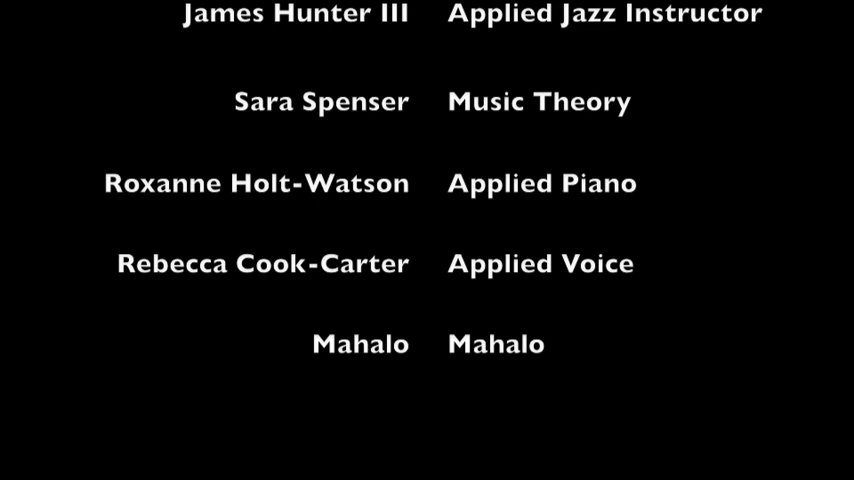 James Hunter III Applied Jazz Instructor
Sara Spenser Music Theory
Roxanne Holt-Watson Applied Piano
Rebecca Cook-Carter Applied Voice
Mahalo Mahalo